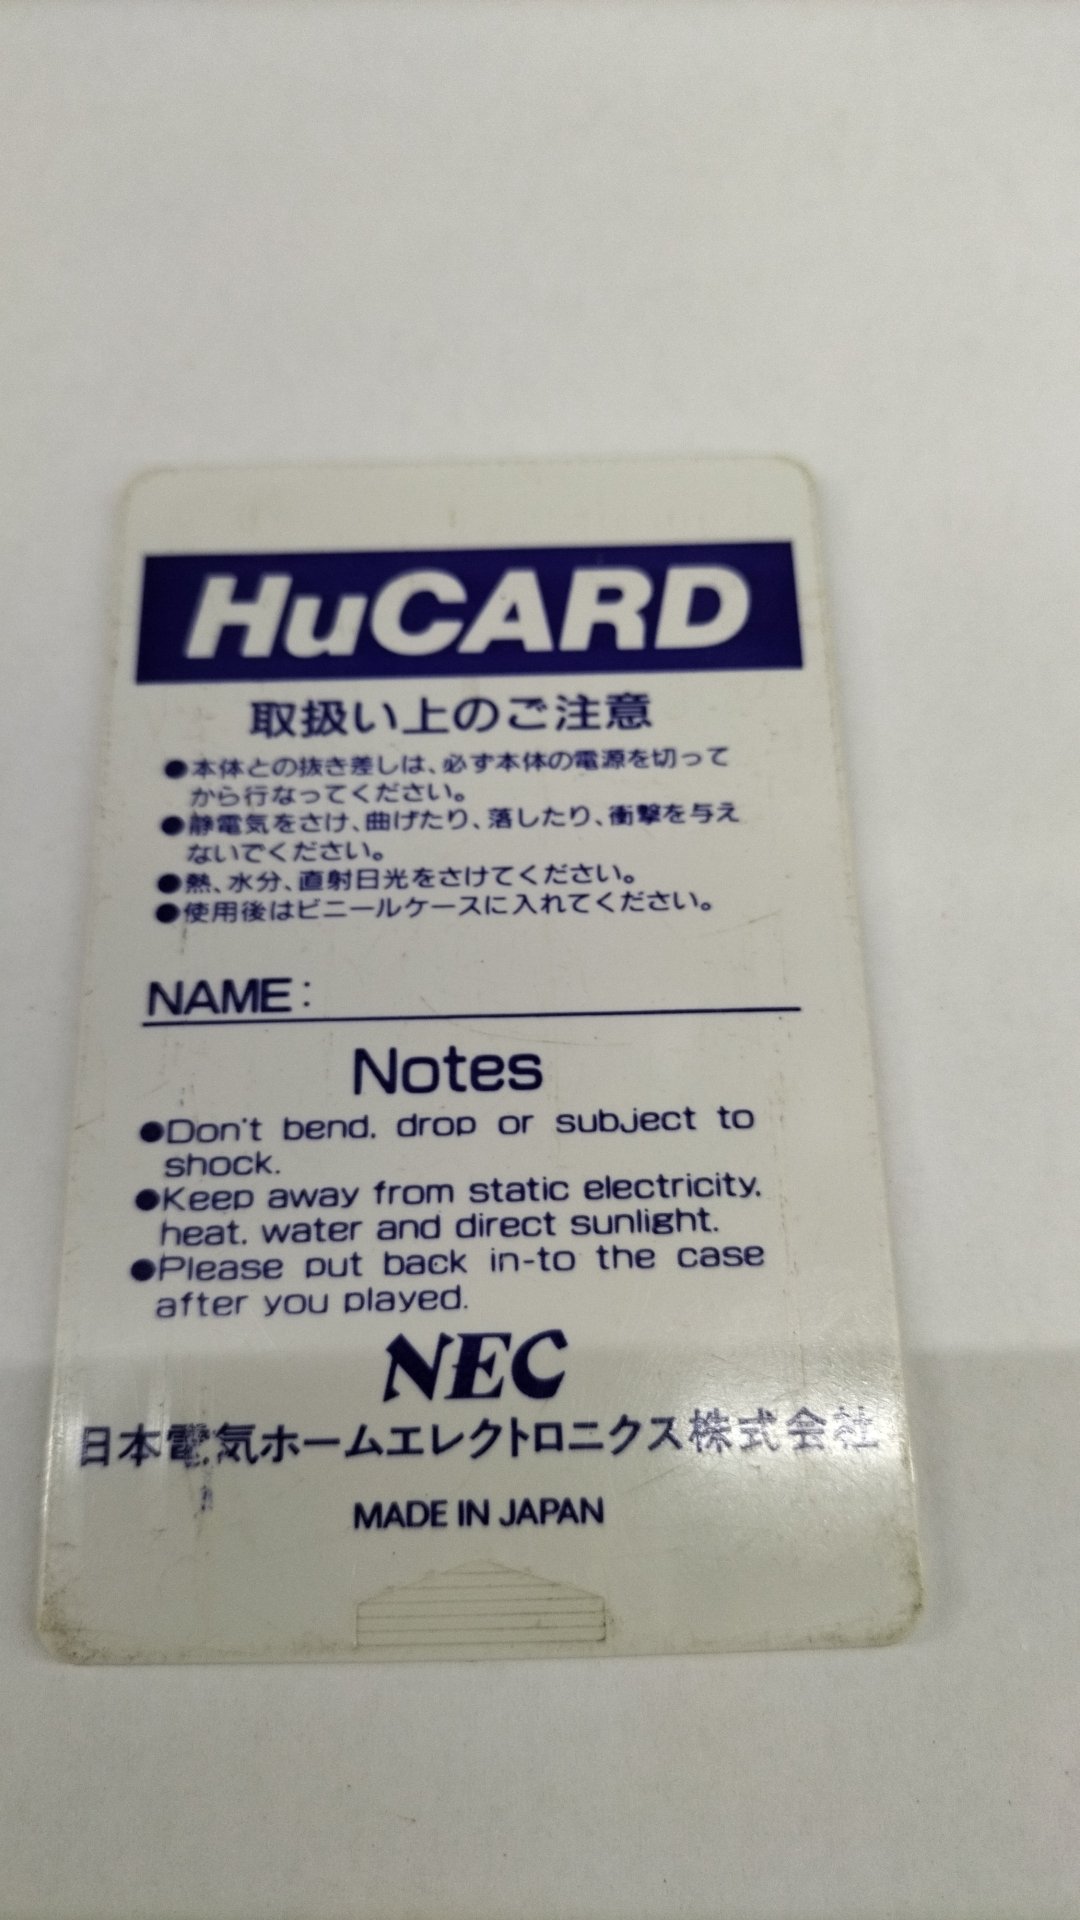 HuCARD
取扱い上のご注意
●本体との抜き差しは、必ず本体の電源を切って
から行なってください。
●静電気をさけ、曲げたり、落したり、衝撃を与え
ないでください。
●熱、水分、直射日光をさけてください。
●使用後はビニールケースに入れてください。
NAME:
Notes
●Don't bend, drop or subject to
shock.
●Keep away from static electricity,
heat, water and direct sunlight.
●Please put back in-to the case
after you played.
NEC
日本電気ホームエレクトロニクス株式会社
MADE IN JAPAN